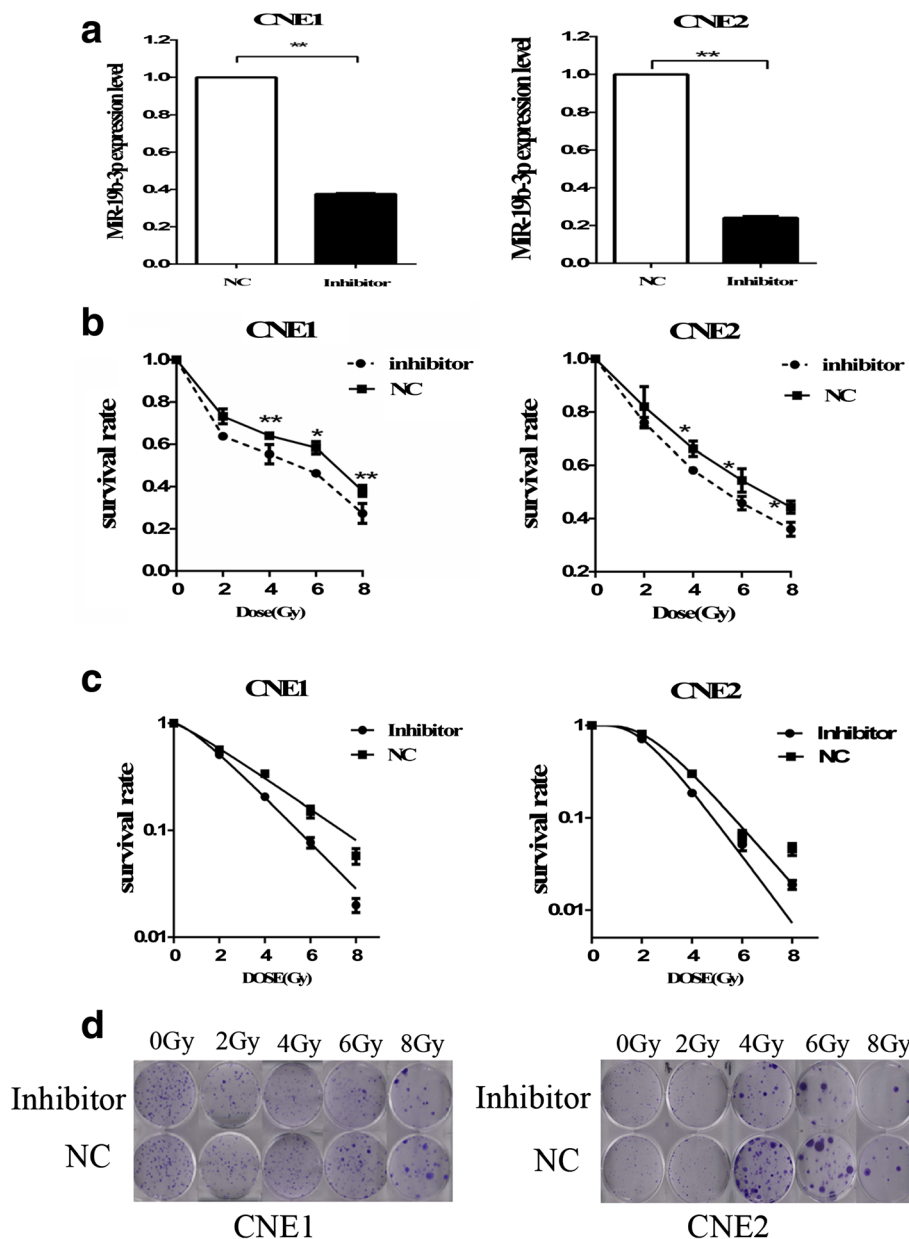 a
CNE1
MiR-19b-3p expression level
1.2
1.0
0.8
0.6
0.4
0.2
0.0
**
NC
Inhibitor
CNE2
MiR-19b-3p expression level
1.2
1.0
0.8
0.6
0.4
0.2
0.0
**
NC
Inhibitor
b
CNE1
survival rate
1.0
0.8
0.6
0.4
0.2
0.0
inhibitor
NC
**
*
**
0 2 4 6 8
Dose(Gy)
CNE2
survival rate
1.0
0.8
0.6
0.4
0.2
inhibitor
NC
*
*
*
0 2 4 6 8
Dose(Gy)
c
CNE1
survival rate
1
0.1
0.01
Inhibitor
NC
0 2 4 6 8
DOSE(Gy)
CNE2
survival rate
1
0.1
0.01
Inhibitor
NC
0 2 4 6 8
DOSE(Gy)
d
0Gy 2Gy 4Gy 6Gy 8Gy
Inhibitor
NC
CNE1
0Gy 2Gy 4Gy 6Gy 8Gy
Inhibitor
NC
CNE2